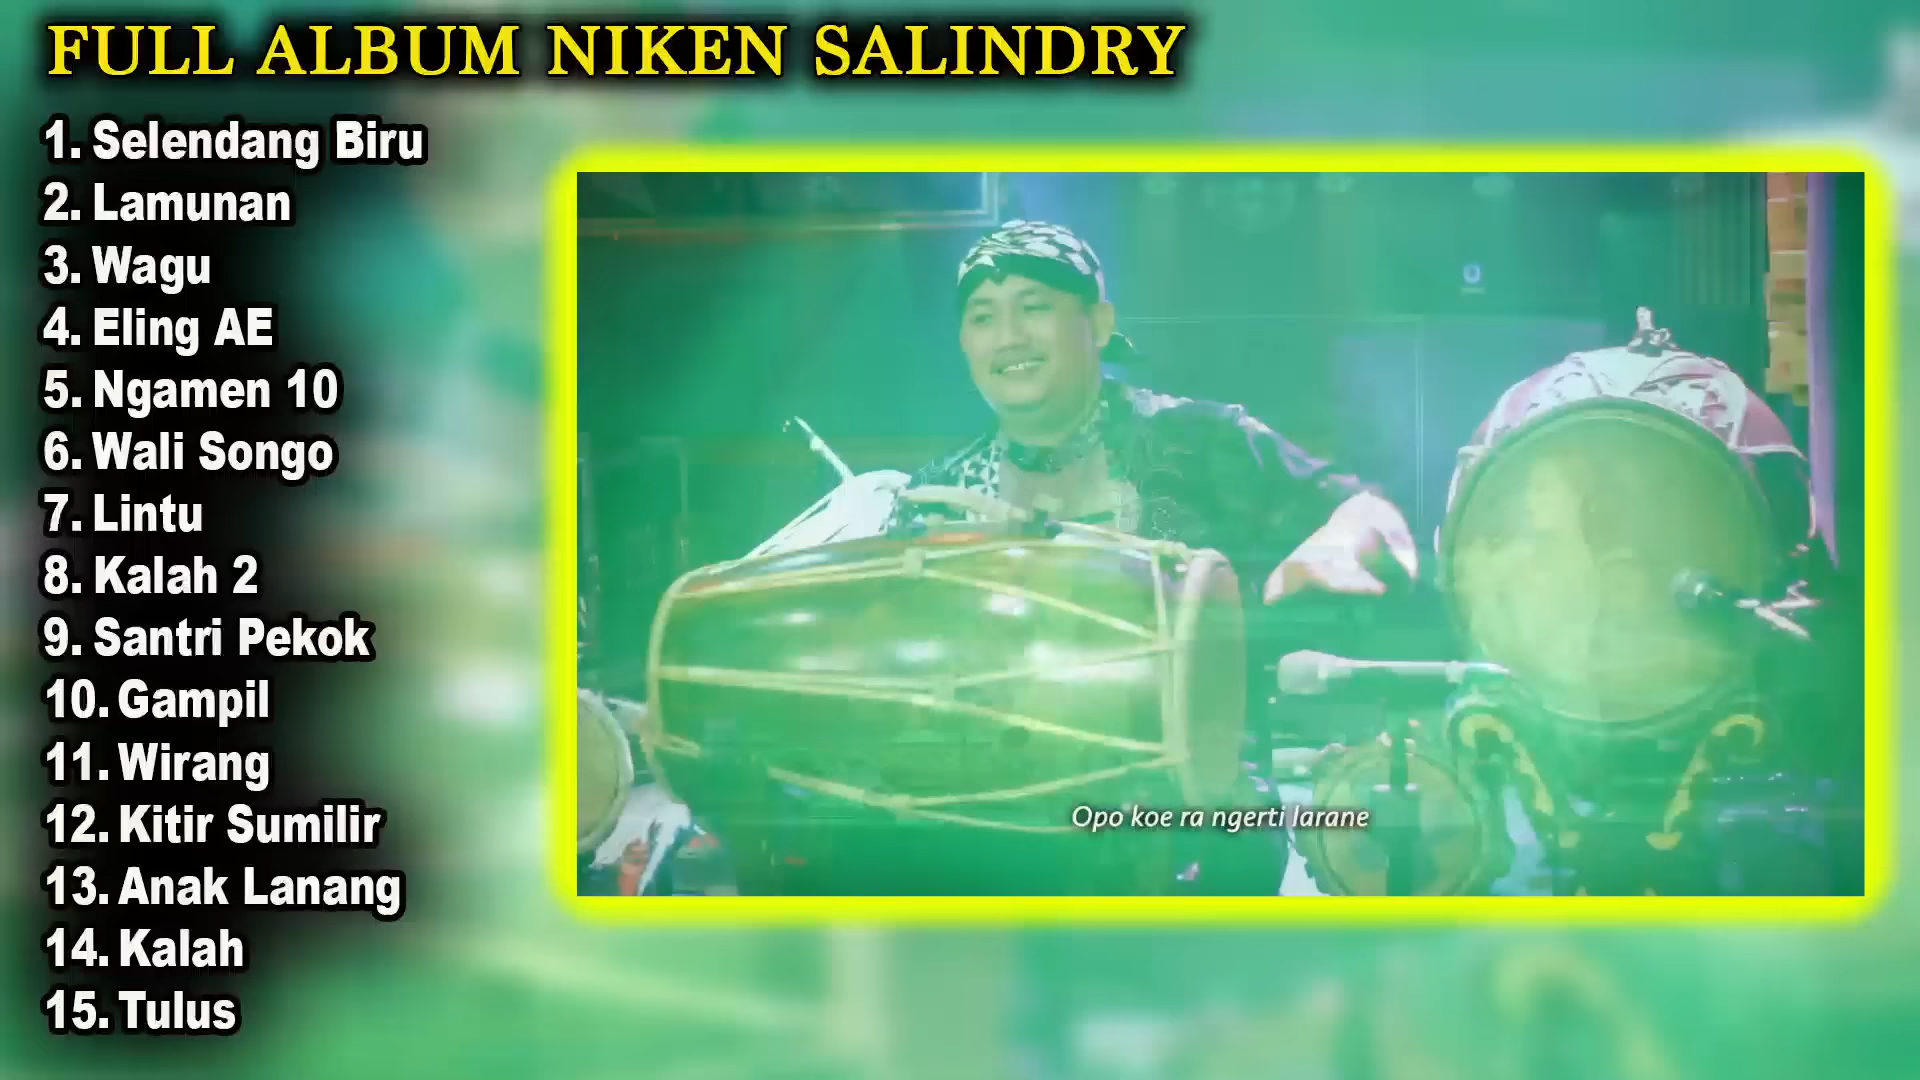 FULL ALBUM NIKEN SALINDRY
1. Selendang Biru
2. Lamunan
3. Wagu
4. Eling AE
5. Ngamen 10
6. Wali Songo
7. Lintu
8. Kalah 2
9. Santri Pekok
10. Gampil
11. Wirang
12. Kitir Sumilir
13. Anak Lanang
14. Kalah
15. Tulus
Opo koe ra ngerti larane